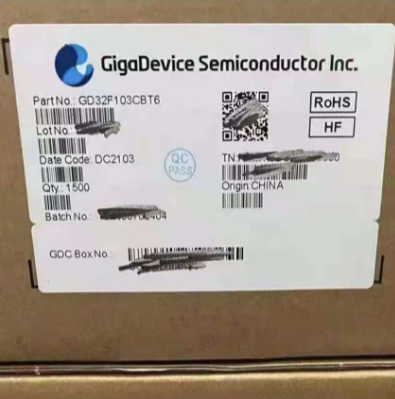 GigaDevice Semiconductor Inc.
Part No.: GD32F103CBT6
RoHS
HF
Lot No.:
Date Code: DC2103
QC
PASS
TN:
Qty.: 1500
Origin: CHINA
Batch No.:
GDC Box No.: